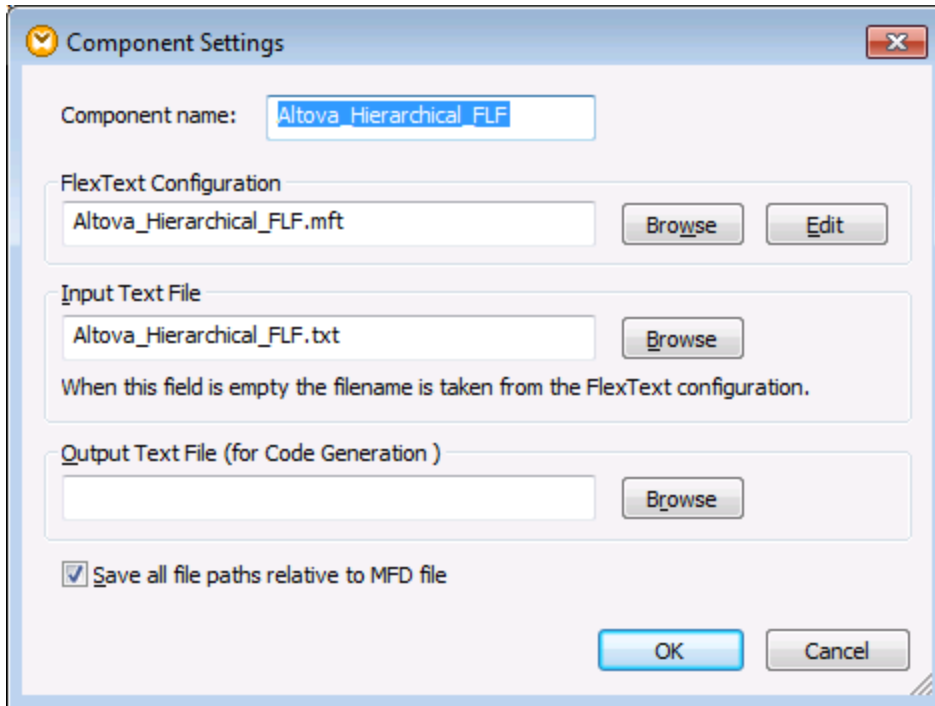 Component Settings
Component name: Altova_Hierarchical_FLF
FlexText Configuration
Altova_Hierarchical_FLF.mft Browse Edit
Input Text File
Altova_Hierarchical_FLF.txt Browse
When this field is empty the filename is taken from the FlexText configuration.
Output Text File (for Code Generation )
Browse
Save all file paths relative to MFD file
OK Cancel